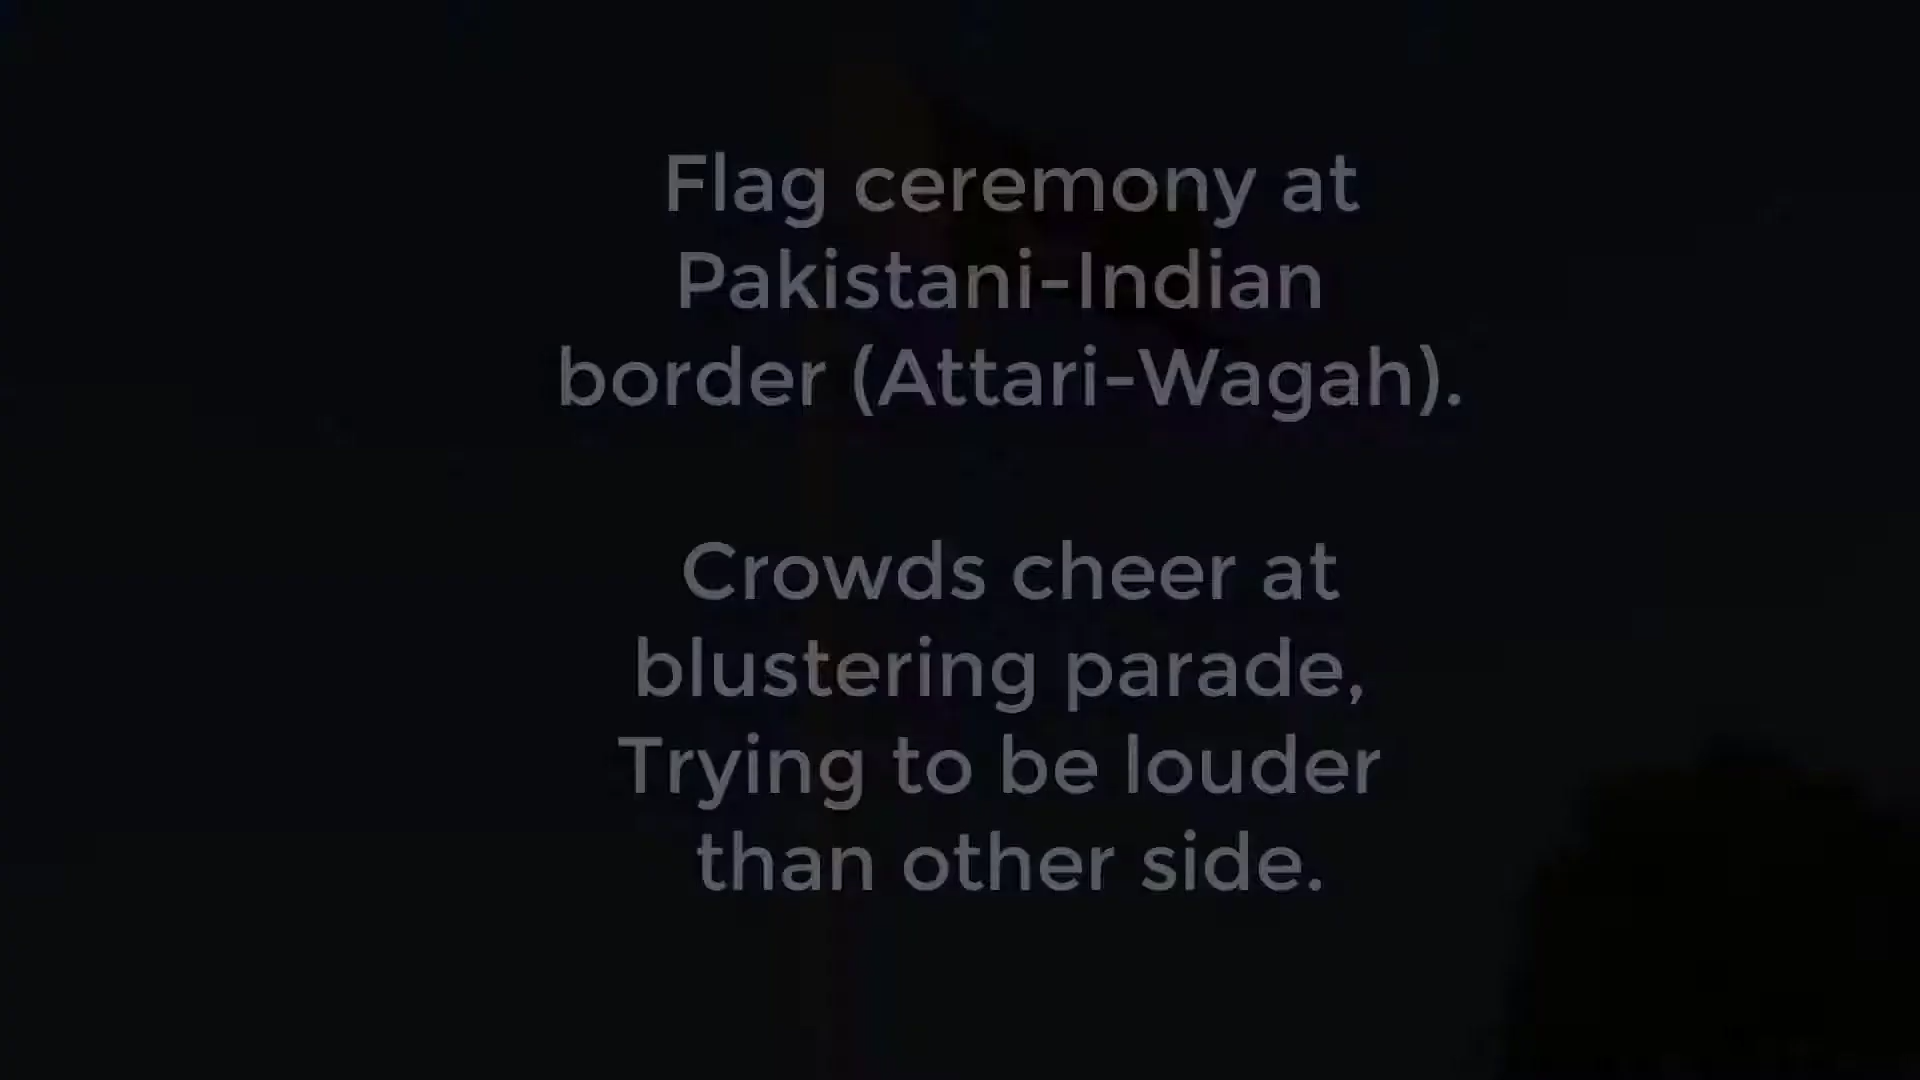 Flag ceremony at
Pakistani-Indian
border (Attari-Wagah).
Crowds cheer at
blustering parade,
Trying to be louder
than other side.